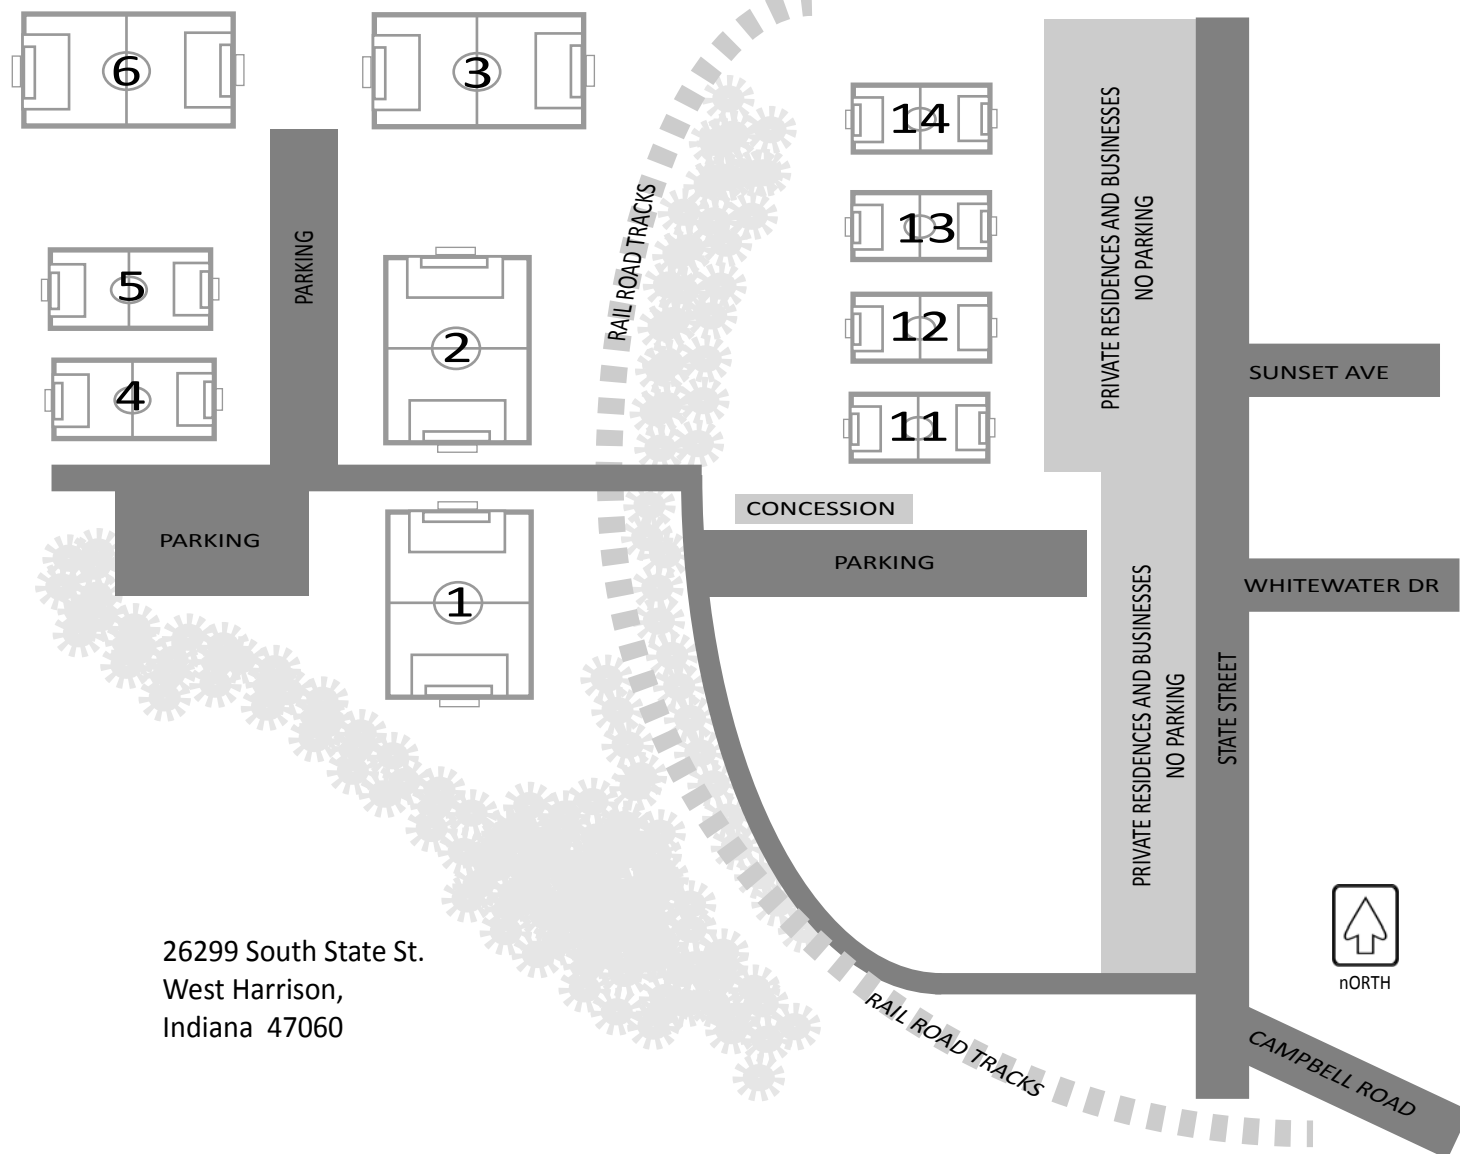 6
3
14
13
12
11
5
4
2
1
PARKING
RAIL ROAD TRACKS
PRIVATE RESIDENCES AND BUSINESSES
NO PARKING
SUNSET AVE
CONCESSION
PARKING
PARKING
WHITEWATER DR
PRIVATE RESIDENCES AND BUSINESSES
NO PARKING
STATE STREET
26299 South State St.
West Harrison,
Indiana 47060
nORTH
RAIL ROAD TRACKS
CAMPBELL ROAD